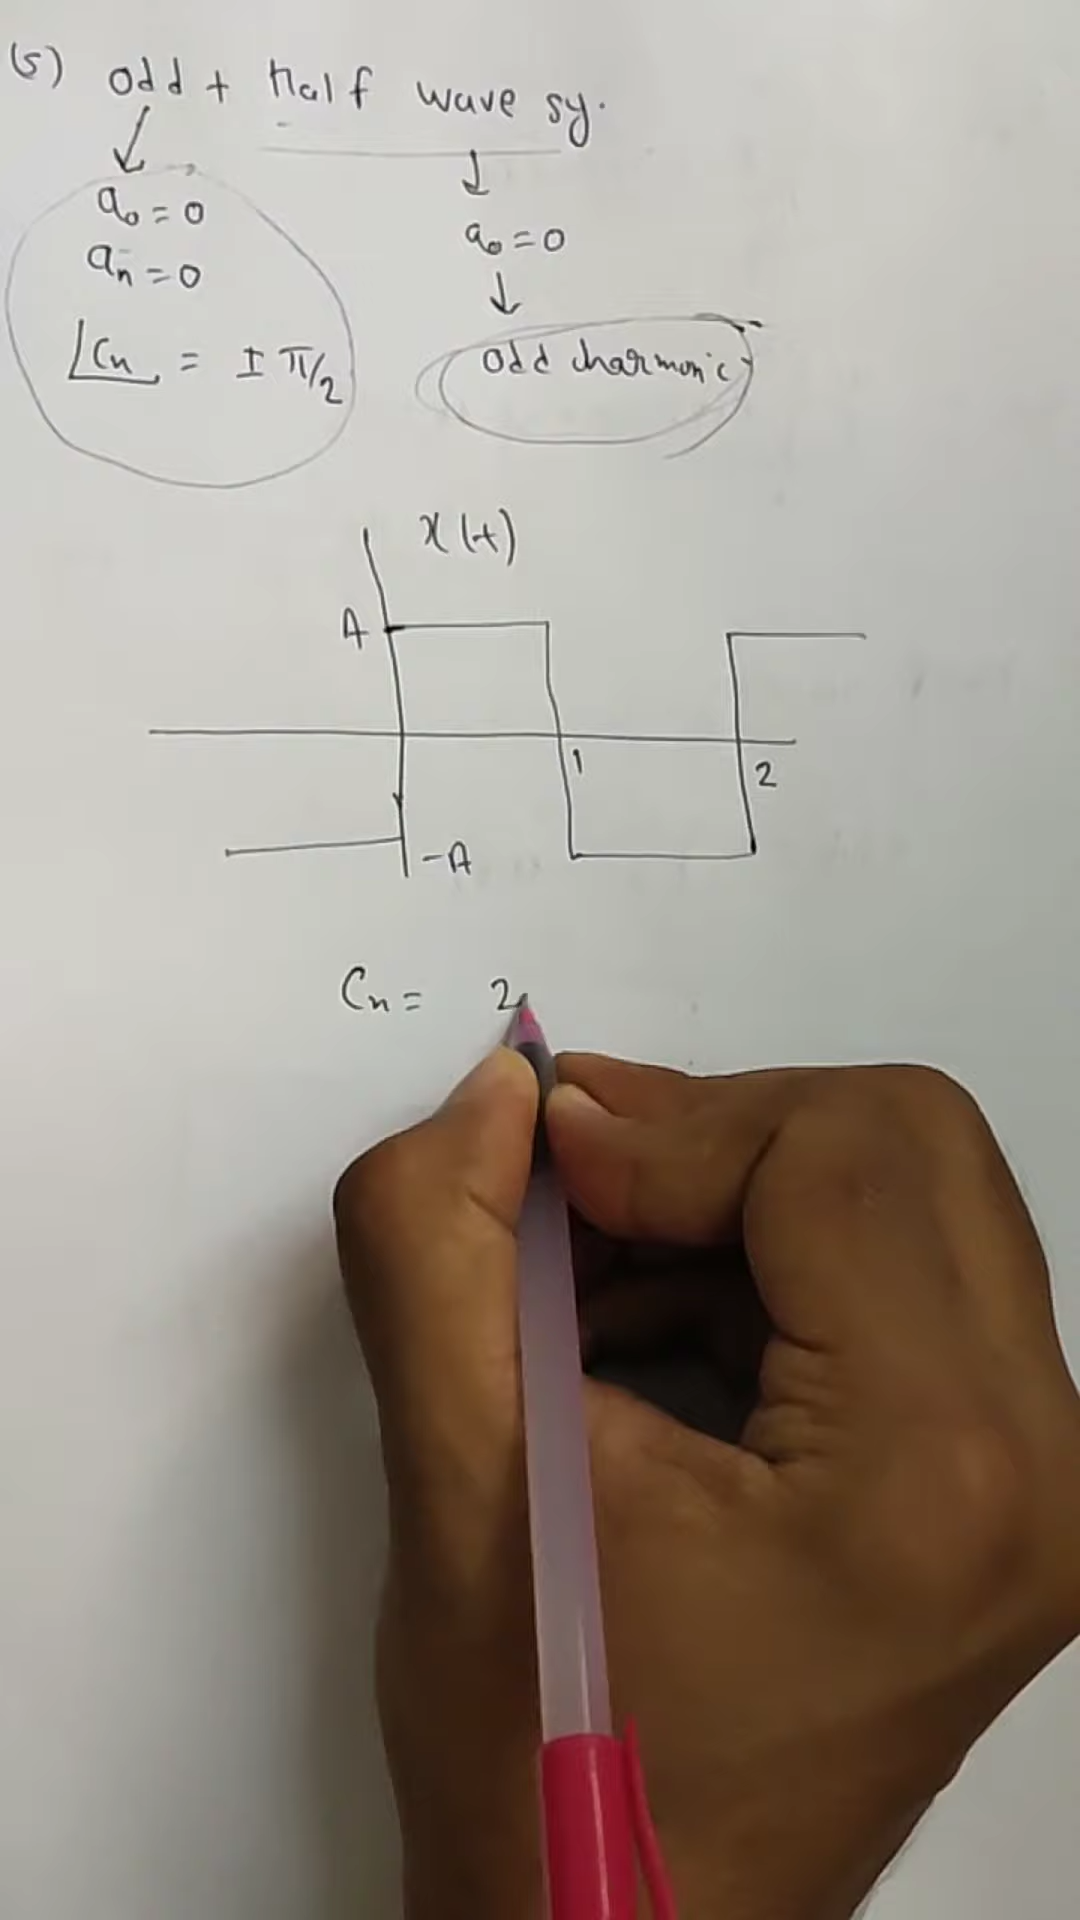 (5) odd + Half wave sy.
a₀ = 0
aₙ = 0
∠Cₙ = ± π/2
a₀ = 0
odd harmonic
x(t)
A
1
2
-A
Cₙ = 2